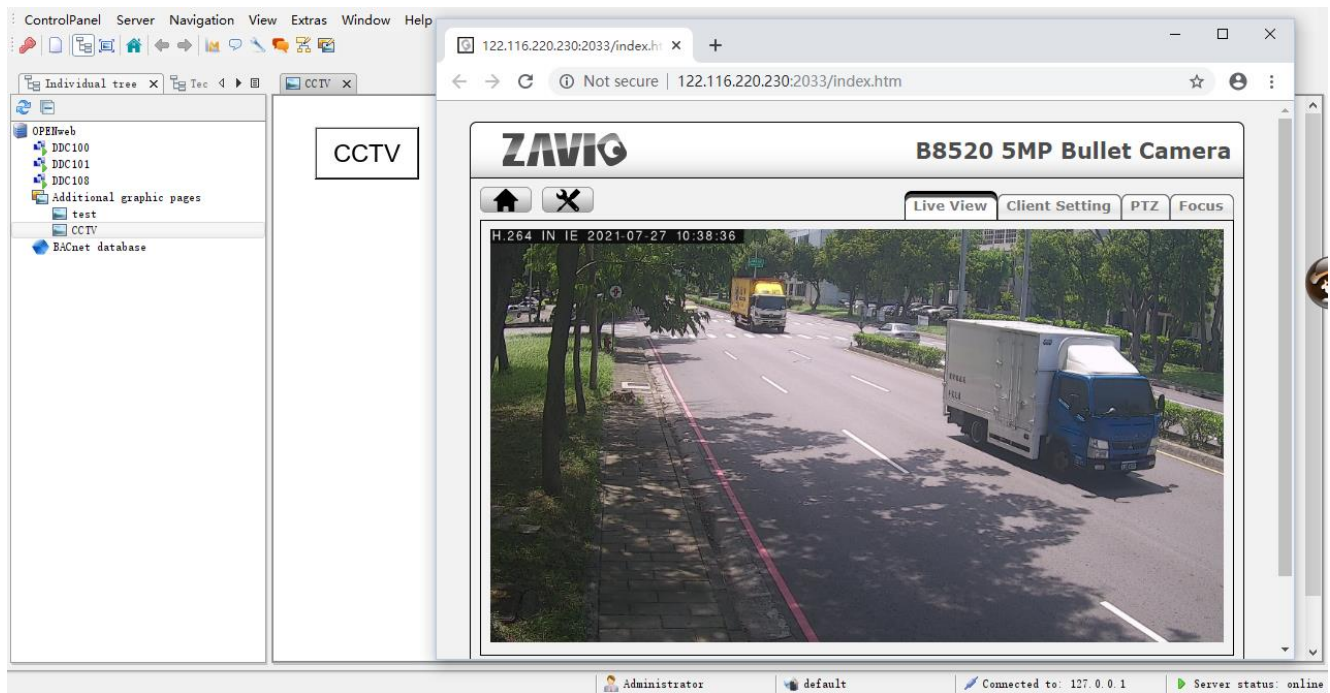 ControlPanel Server Navigation View Extras Window Help
Individual tree
Tec
CCTV
OPENweb
DDC100
DDC101
DDC108
Additional graphic pages
test
CCTV
BACnet database
CCTV
122.116.220.230:2033/index.ht
Not secure | 122.116.220.230:2033/index.htm
ZAVIO
B8520 5MP Bullet Camera
Live View Client Setting PTZ Focus
H.264 IN IE 2021-07-27 10:38:36
Administrator
default
Connected to: 127.0.0.1
Server status: online